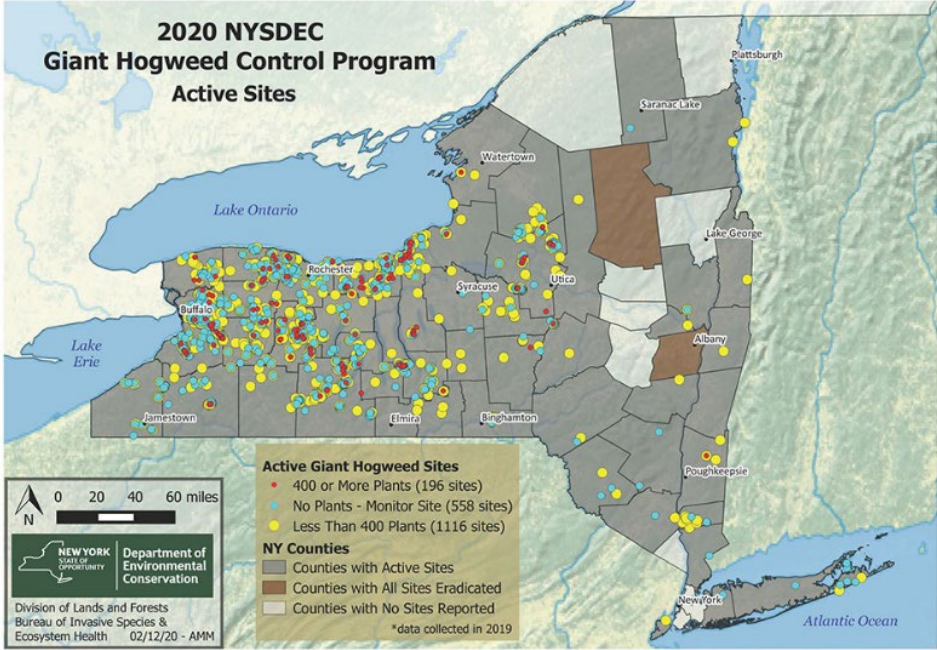 2020 NYSDEC
Giant Hogweed Control Program
Active Sites
Plattsburgh
Saranac Lake
Watertown
Lake Ontario
Lake George
Rochester
Syracuse
Utica
Buffalo
Albany
Lake
Erie
Jamestown
Elmira
Binghamton
Poughkeepsie
New York
Atlantic Ocean
Active Giant Hogweed Sites
400 or More Plants (196 sites)
No Plants - Monitor Site (558 sites)
Less Than 400 Plants (1116 sites)
NY Counties
Counties with Active Sites
Counties with All Sites Eradicated
Counties with No Sites Reported
*data collected in 2019
N
0 20 40 60 miles
NEW YORK
STATE OF
OPPORTUNITY
Department of
Environmental
Conservation
Division of Lands and Forests
Bureau of Invasive Species &
Ecosystem Health 02/12/20 - AMM